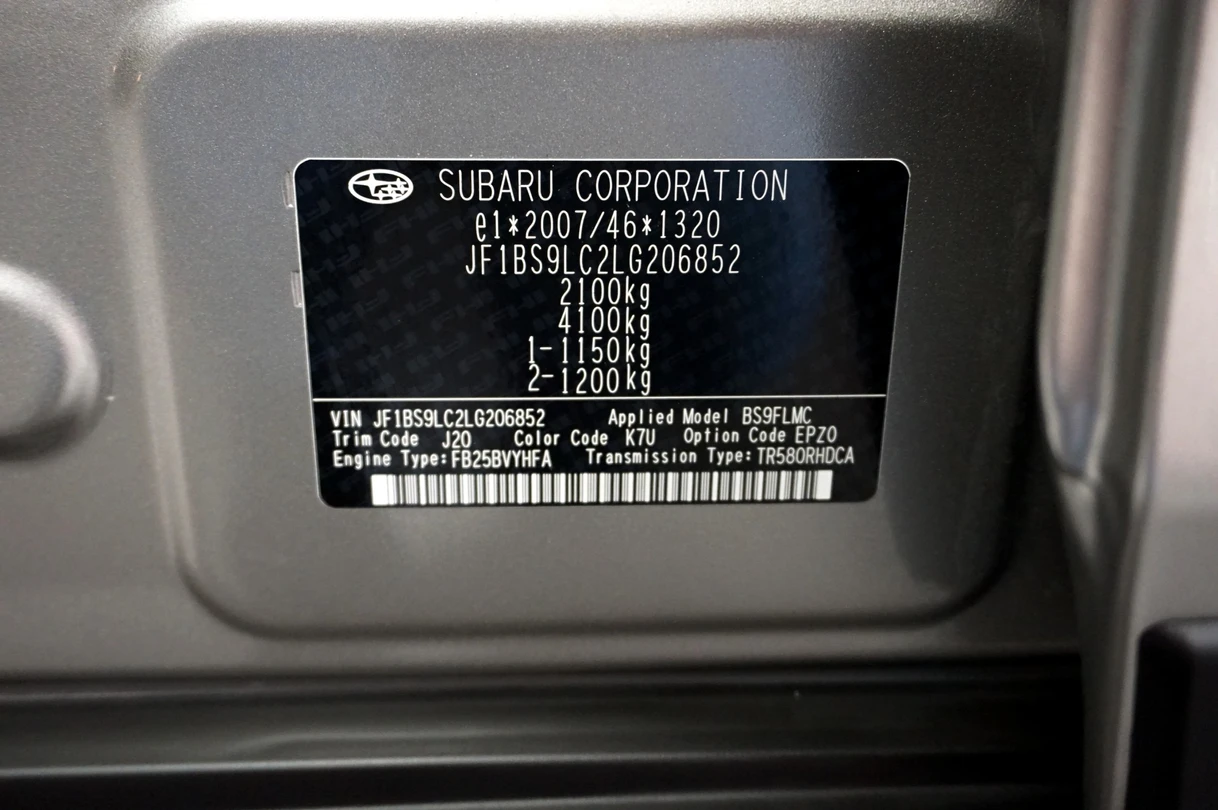 SUBARU CORPORATION
e1*2007/46*1320
JF1BS9LC2LG206852
2100kg
4100kg
1-1150kg
2-1200kg
VIN JF1BS9LC2LG206852 Applied Model BS9FLMC
Trim Code J20 Color Code K7U Option Code EPZ0
Engine Type:FB25BVYHFA Transmission Type:TR580RHDCA